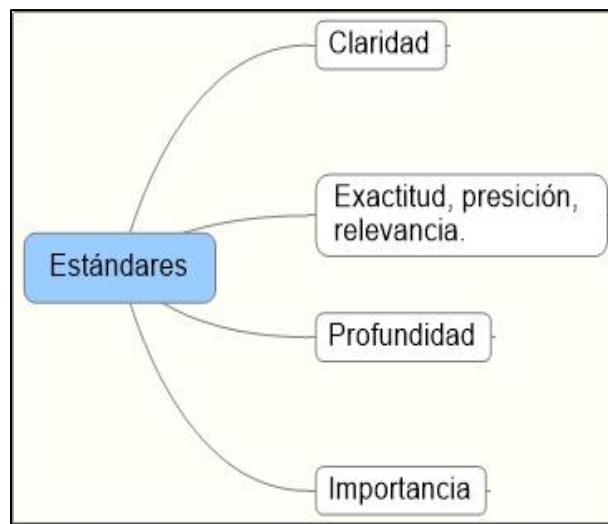 Claridad
Exactitud, presición,
relevancia.
Estándares
Profundidad
Importancia